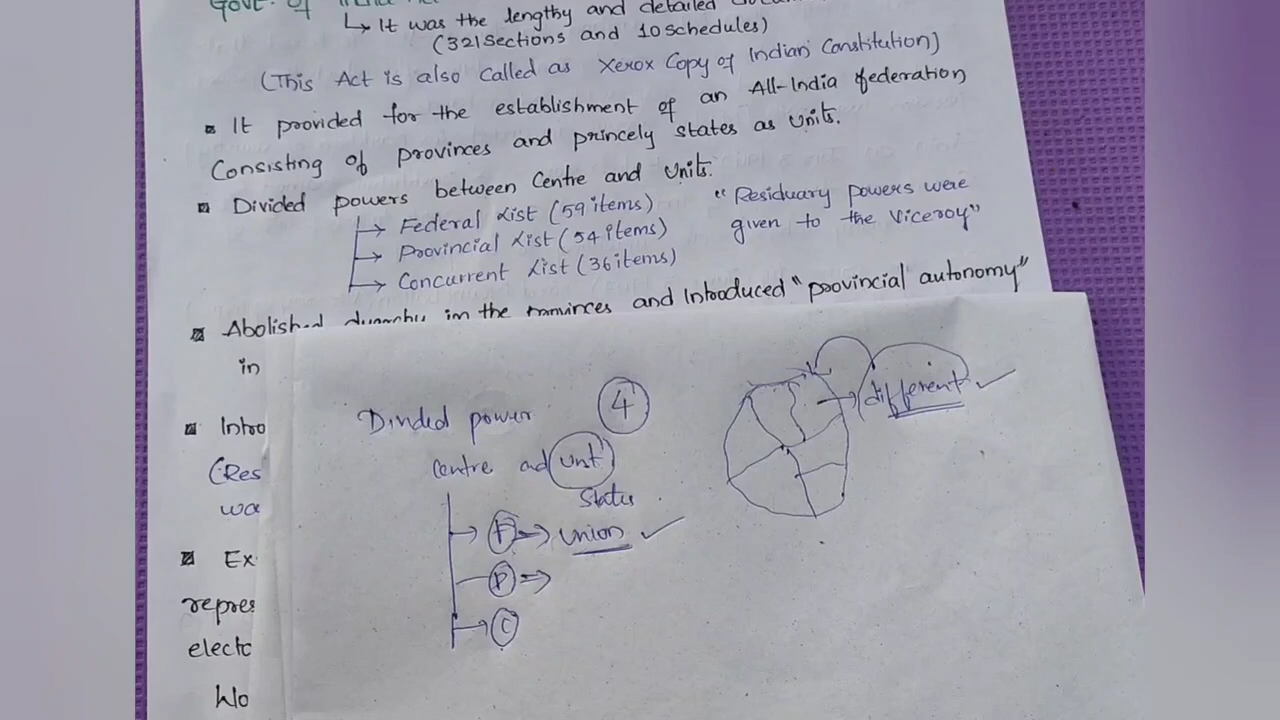 Govt. of
It was the lengthy and detailed
(321 Sections and 10 schedules)
(This Act is also called as Xerox Copy of Indian Constitution)
It provided for the establishment of an All-India federation
Consisting of provinces and princely states as units.
Divided powers between Centre and Units.
Federal List (59 items)
Provincial List (54 items)
Concurrent List (36 items)
"Residuary powers were
given to the Viceroy"
Abolished dyarchy in the provinces and Introduced "provincial autonomy"
in
Intro
(Res
wa
Ex
repres
electo
Wo
Divided power
4
Centre ad Unit
States
F => Union
P =>
C
different